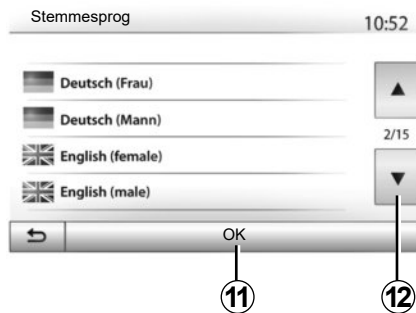 Stemmesprog 10:52
Deutsch (Frau)
Deutsch (Mann)
2/15
English (female)
English (male)
OK
11 12